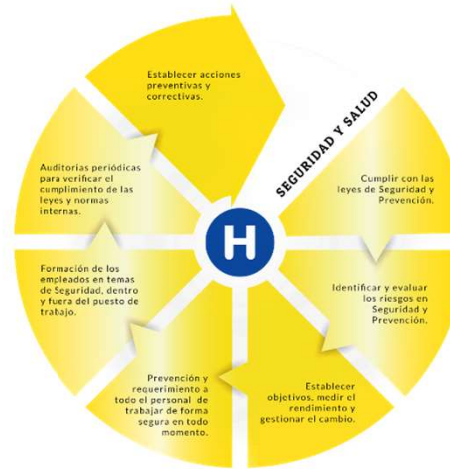 SEGURIDAD Y SALUD
Cumplir con las
leyes de Seguridad y
Prevención.
Identificar y evaluar
los riesgos en
Seguridad y
Prevención.
Establecer
objetivos, medir el
rendimiento y
gestionar el cambio.
Prevención y
requerimiento a
todo el personal de
trabajar de forma
segura en todo
momento.
Formación de los
empleados en temas
de Seguridad, dentro
y fuera del puesto de
trabajo.
Auditorias periódicas
para verificar el
cumplimiento de las
leyes y normas
internas.
Establecer acciones
preventivas y
correctivas.
H